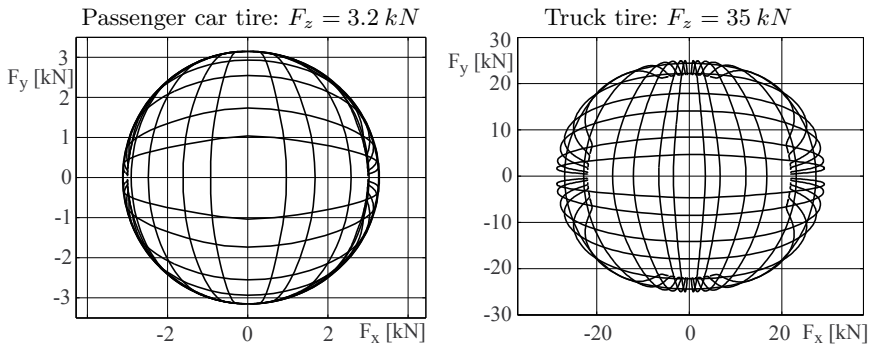 Passenger car tire: F_z = 3.2 kN
3
F_y [kN]
2
1
0
-1
-2
-3
-2 0 2 F_x [kN]
Truck tire: F_z = 35 kN
30
F_y [kN]
20
10
0
-10
-20
-30
-20 0 20 F_x [kN]